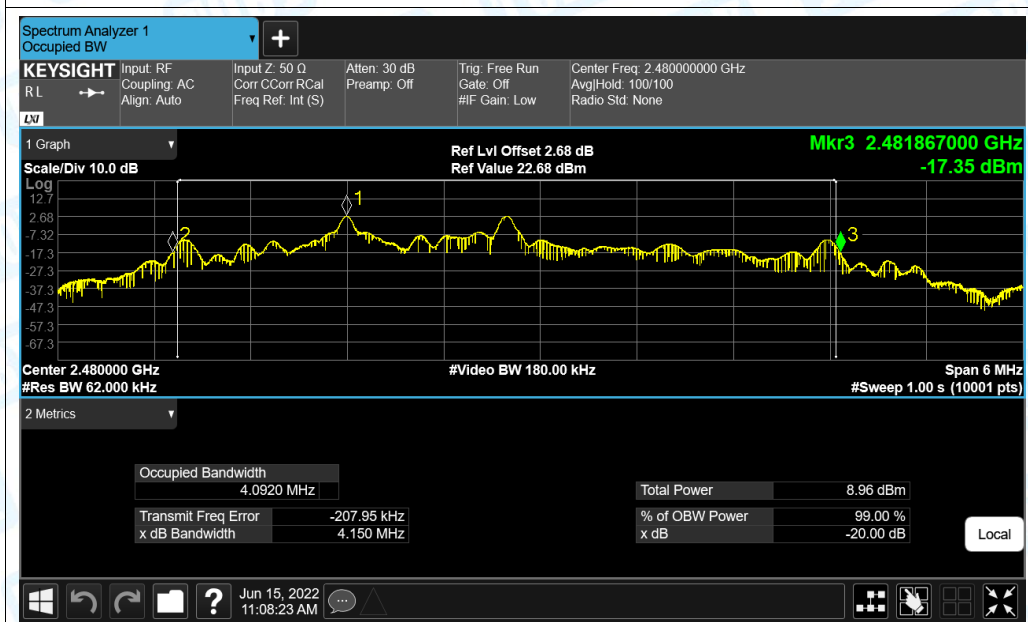 Spectrum Analyzer 1
Occupied BW
+
KEYSIGHT
RL
LXI
Input: RF
Coupling: AC
Align: Auto
Input Z: 50 Ω
Corr CCorr RCal
Freq Ref: Int (S)
Atten: 30 dB
Preamp: Off
Trig: Free Run
Gate: Off
#IF Gain: Low
Center Freq: 2.480000000 GHz
Avg|Hold: 100/100
Radio Std: None
1 Graph
Scale/Div 10.0 dB
Ref Lvl Offset 2.68 dB
Ref Value 22.68 dBm
Mkr3 2.481867000 GHz
-17.35 dBm
Log
12.7
2.68
-7.32
-17.3
-27.3
-37.3
-47.3
-57.3
-67.3
1
2
3
Center 2.480000 GHz
#Video BW 180.00 kHz
Span 6 MHz
#Res BW 62.000 kHz
#Sweep 1.00 s (10001 pts)
2 Metrics
Occupied Bandwidth
4.0920 MHz
Transmit Freq Error -207.95 kHz
x dB Bandwidth 4.150 MHz
Total Power 8.96 dBm
% of OBW Power 99.00 %
x dB -20.00 dB
Local
?
Jun 15, 2022
11:08:23 AM